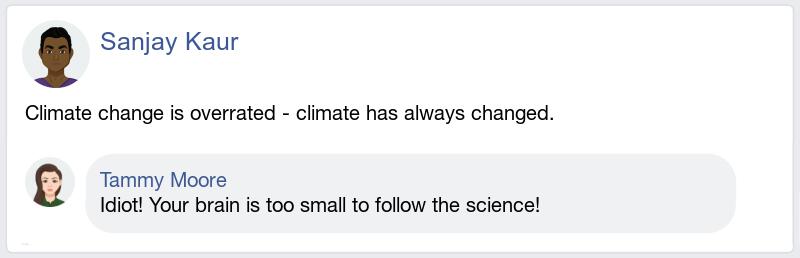 Sanjay Kaur
Climate change is overrated - climate has always changed.
Tammy Moore
Idiot! Your brain is too small to follow the science!